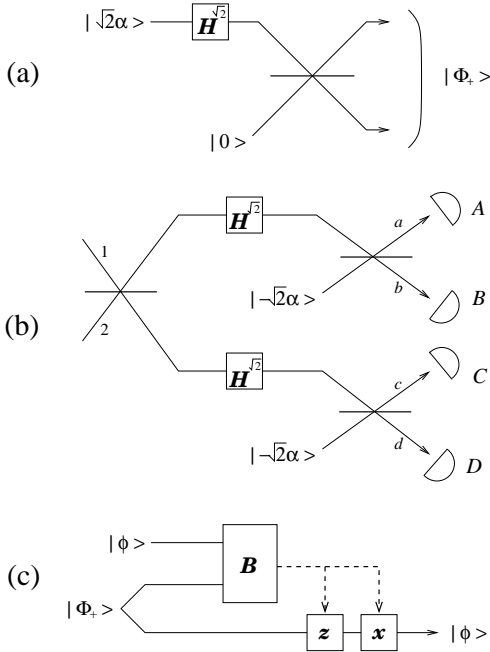 | √2α >
H√2
(a)
| Φ+ >
| 0 >
H√2
a
A
1
b
B
2
| −√2α >
(b)
H√2
c
C
| −√2α >
d
D
| ϕ >
B
(c)
| Φ+ >
z
x
| ϕ >